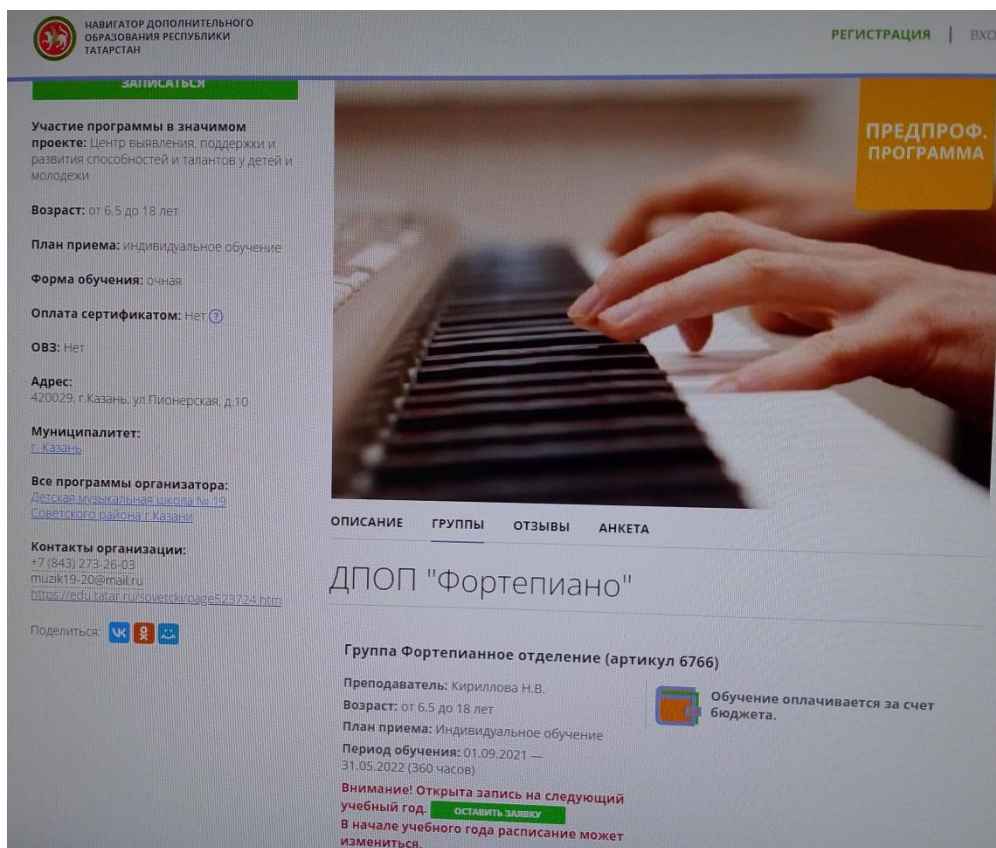 НАВИГАТОР ДОПОЛНИТЕЛЬНОГО
ОБРАЗОВАНИЯ РЕСПУБЛИКИ
ТАТАРСТАН
РЕГИСТРАЦИЯ | ВХО
ЗАПИСАТЬСЯ
Участие программы в значимом
проекте: Центр выявления, поддержки и
развития способностей и талантов у детей и
молодежи
Возраст: от 6.5 до 18 лет
План приема: индивидуальное обучение
Форма обучения: очная
Оплата сертификатом: Нет ?
ОВЗ: Нет
Адрес:
420029, г.Казань, ул.Пионерская, д.10
Муниципалитет:
г. Казань
Все программы организатора:
Детская музыкальная школа № 19
Советского района г.Казани
Контакты организации:
+7 (843) 273-26-03
muzik19-20@mail.ru
https://edu.tatar.ru/sovetcki/page523724.htm
Поделиться:
ПРЕДПРОФ.
ПРОГРАММА
ОПИСАНИЕ ГРУППЫ ОТЗЫВЫ АНКЕТА
ДПОП "Фортепиано"
Группа Фортепианное отделение (артикул 6766)
Преподаватель: Кириллова Н.В.
Возраст: от 6.5 до 18 лет
План приема: Индивидуальное обучение
Период обучения: 01.09.2021 —
31.05.2022 (360 часов)
Внимание! Открыта запись на следующий
учебный год. ОСТАВИТЬ ЗАЯВКУ
В начале учебного года расписание может
измениться.
Обучение оплачивается за счет
бюджета.